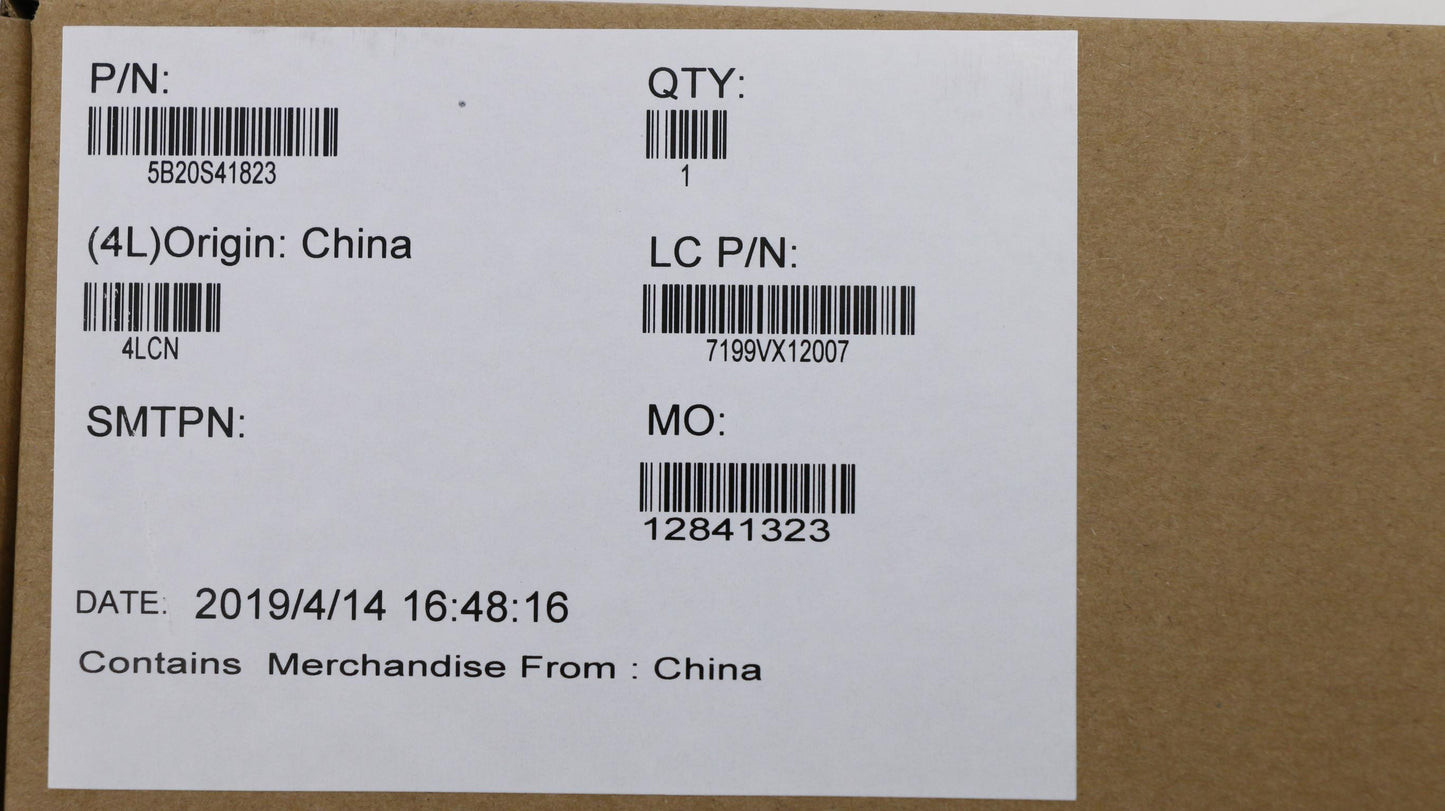 P/N:
5B20S41823
QTY:
1
(4L)Origin: China
4LCN
LC P/N:
7199VX12007
SMTPN:
MO:
12841323
DATE: 2019/4/14 16:48:16
Contains Merchandise From : China